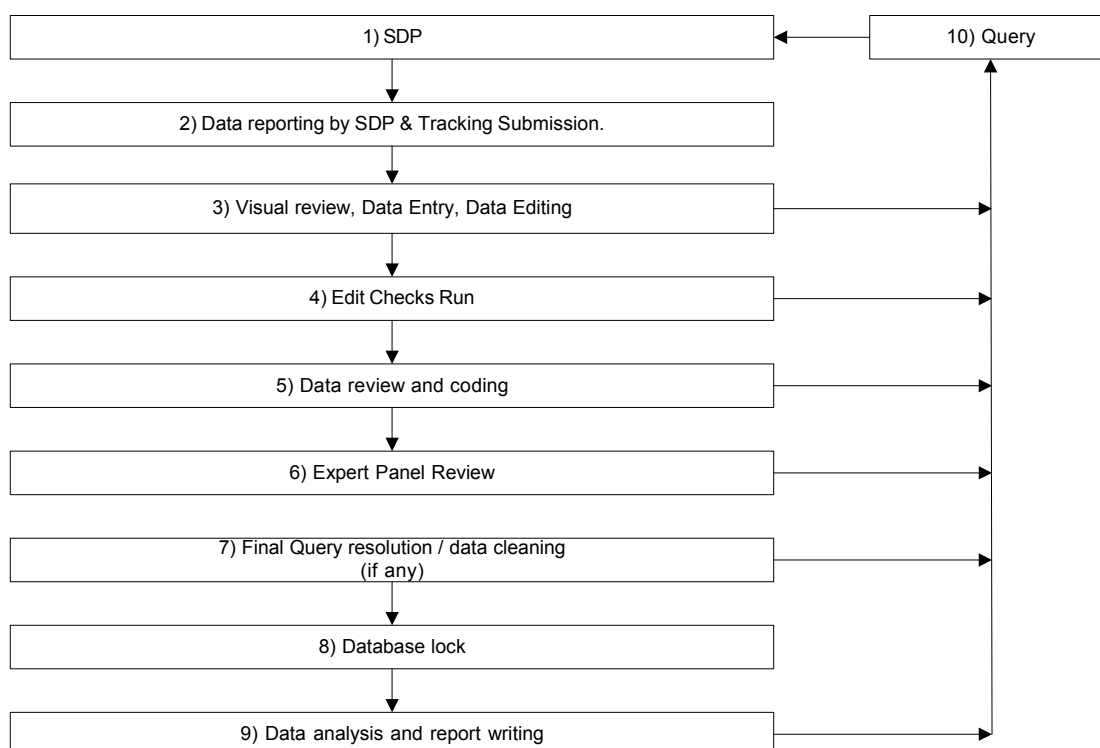 1) SDP
10) Query
2) Data reporting by SDP & Tracking Submission.
3) Visual review, Data Entry, Data Editing
4) Edit Checks Run
5) Data review and coding
6) Expert Panel Review
7) Final Query resolution / data cleaning
(if any)
8) Database lock
9) Data analysis and report writing